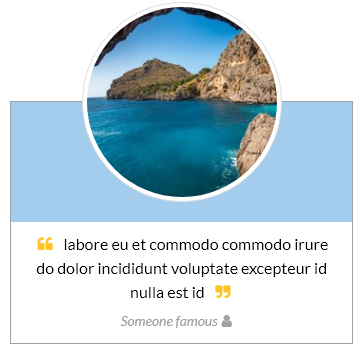 ❝ labore eu et commodo commodo irure
do dolor incididunt voluptate excepteur id
nulla est id ❞
Someone famous